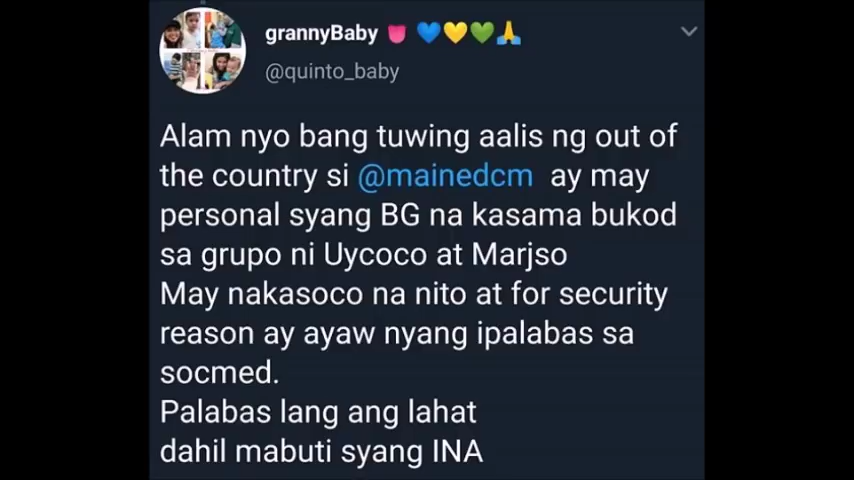 grannyBaby 👅 💙💛💚🙏
@quinto_baby
Alam nyo bang tuwing aalis ng out of
the country si @mainedcm ay may
personal syang BG na kasama bukod
sa grupo ni Uycoco at Marjso
May nakasoco na nito at for security
reason ay ayaw nyang ipalabas sa
socmed.
Palabas lang ang lahat
dahil mabuti syang INA